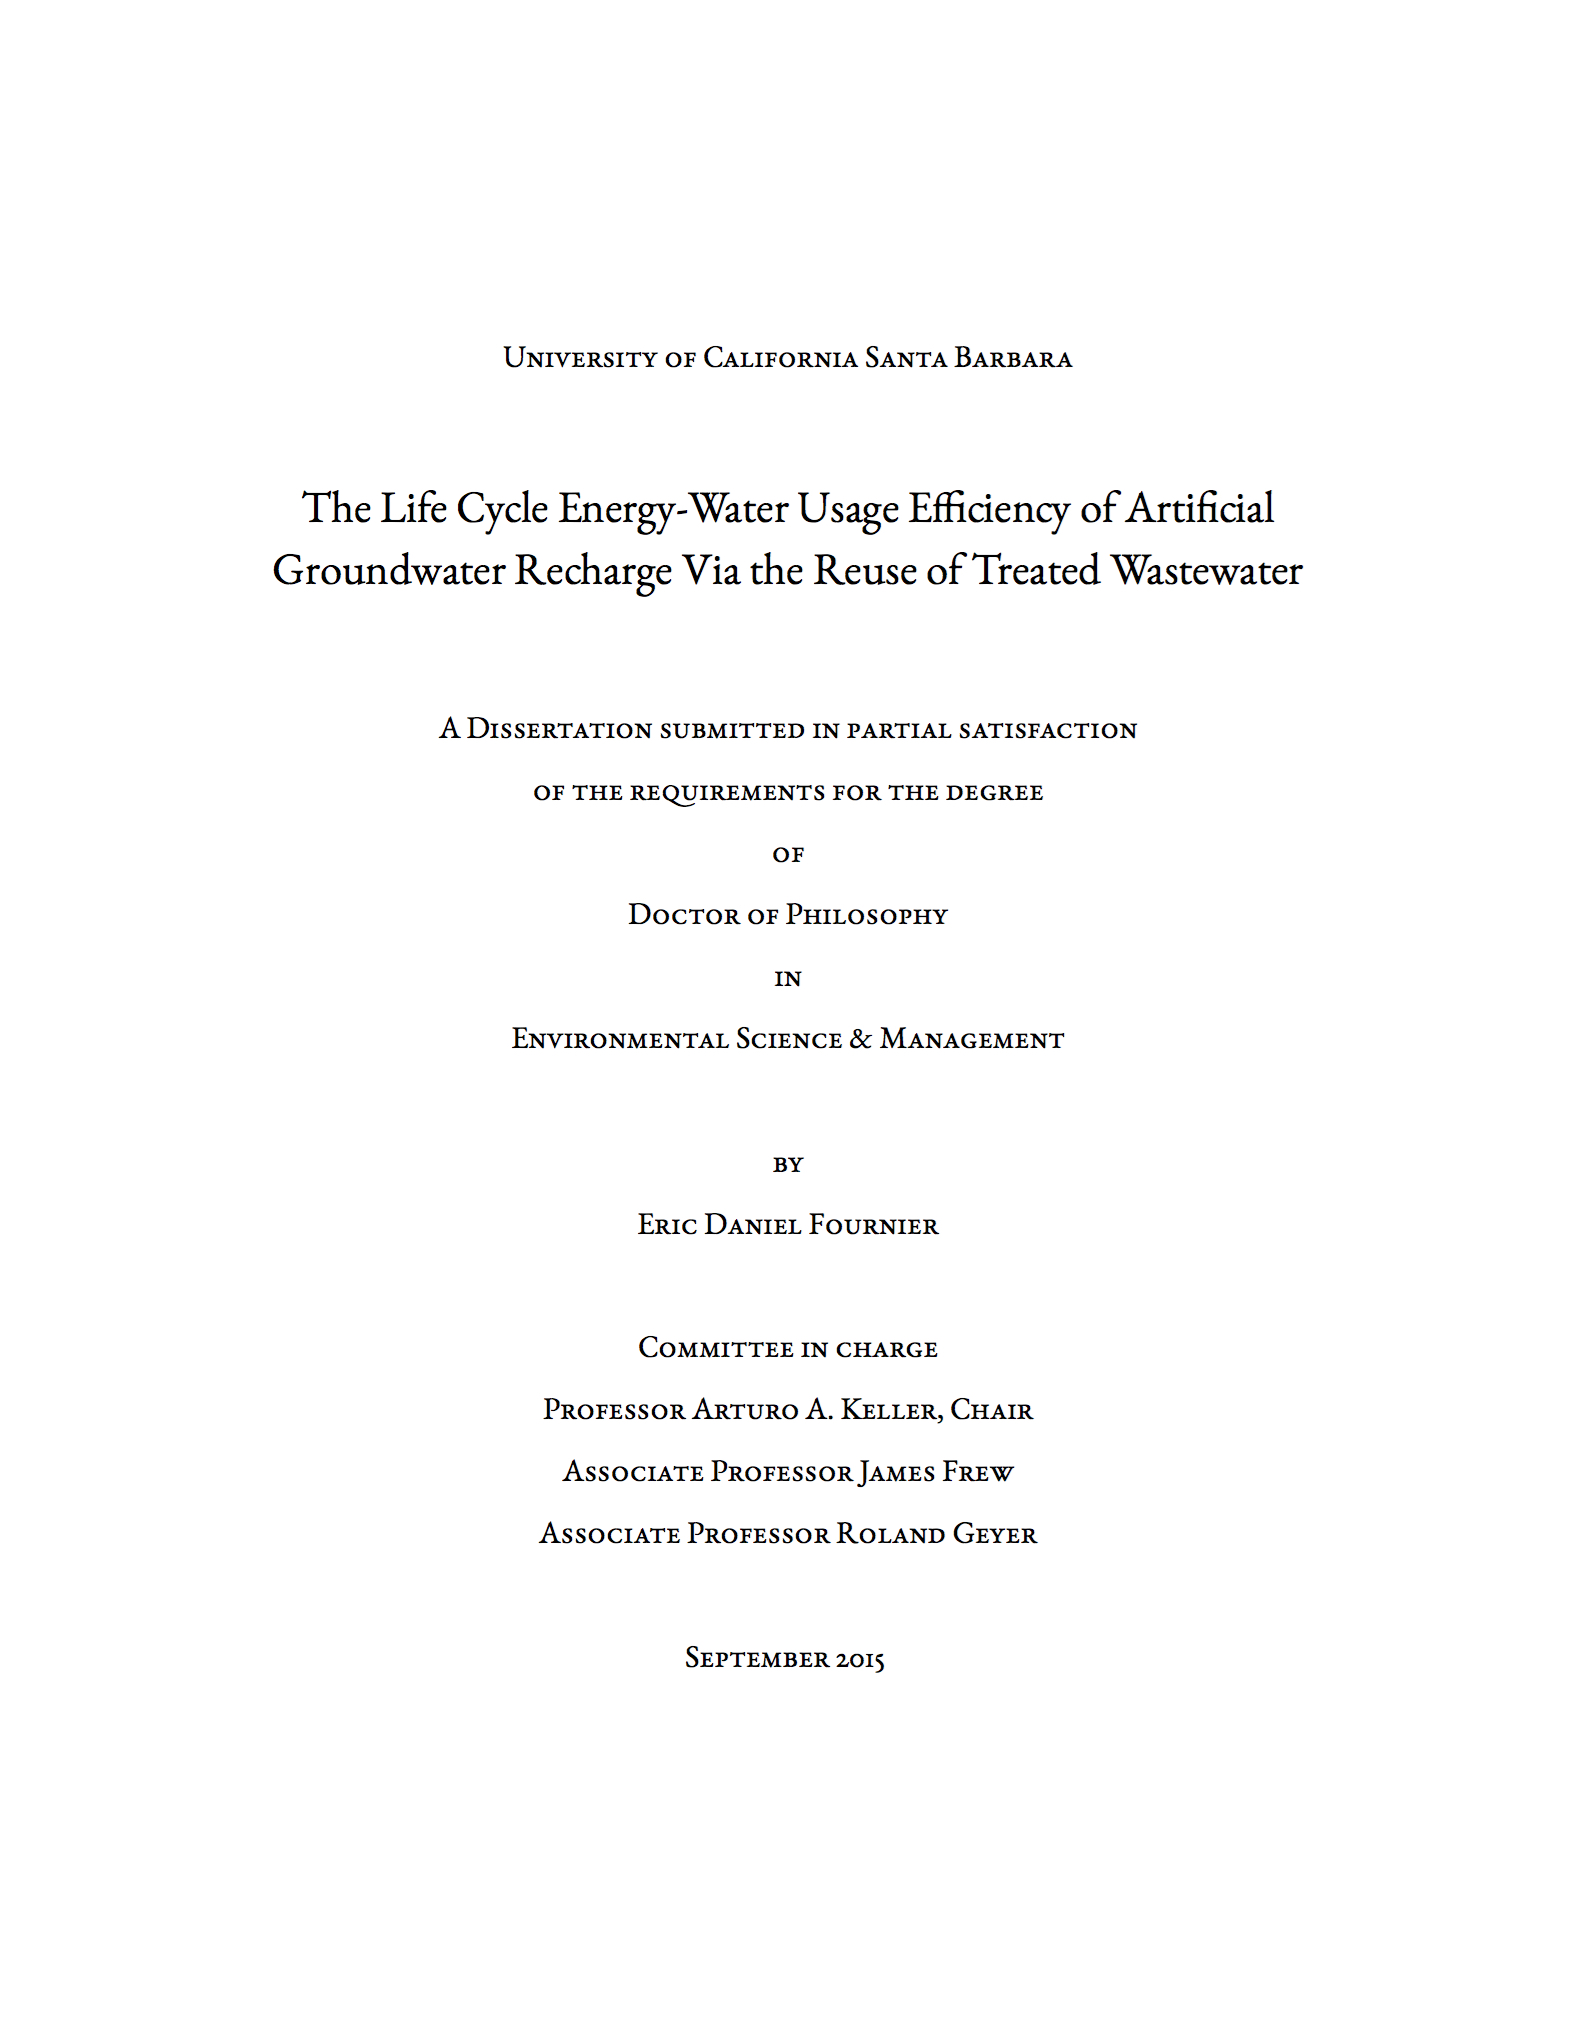 University of California Santa Barbara
The Life Cycle Energy-Water Usage Efficiency of Artificial
Groundwater Recharge Via the Reuse of Treated Wastewater
A Dissertation submitted in partial satisfaction
of the requirements for the degree
of
Doctor of Philosophy
in
Environmental Science & Management
by
Eric Daniel Fournier
Committee in charge
Professor Arturo A. Keller, Chair
Associate Professor James Frew
Associate Professor Roland Geyer
September 2015